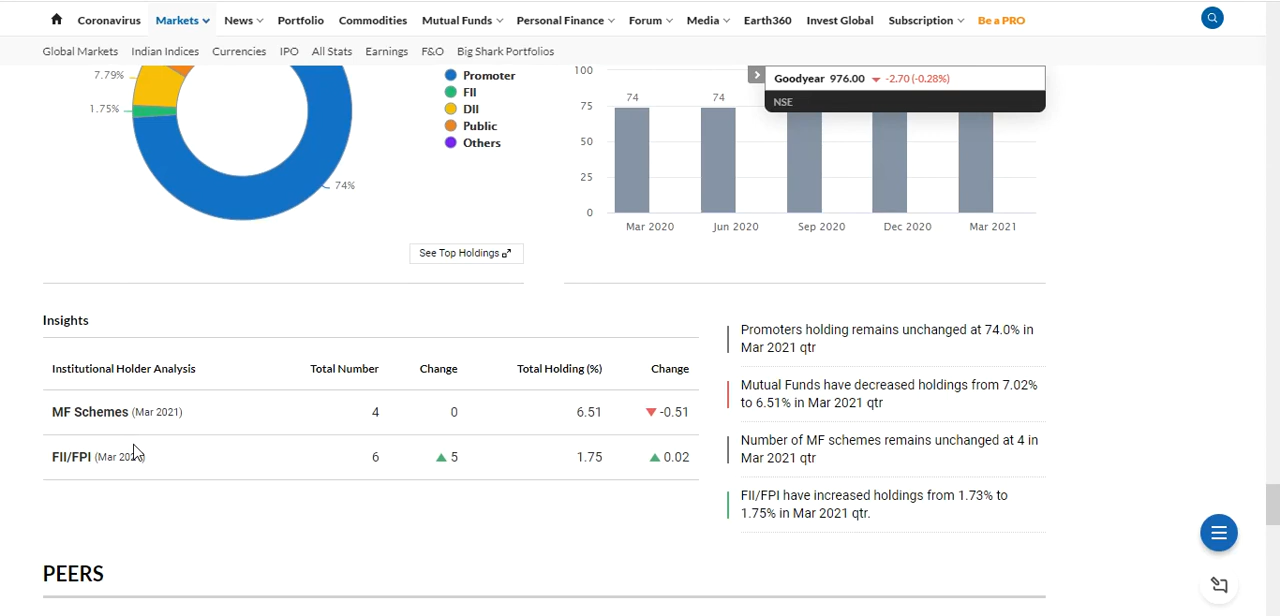 Coronavirus Markets News Portfolio Commodities Mutual Funds Personal Finance Forum Media Earth360 Invest Global Subscription Be a PRO
Global Markets Indian Indices Currencies IPO All Stats Earnings F&O Big Shark Portfolios
7.79%
1.75%
74%
Promoter
FII
DII
Public
Others
See Top Holdings
100
75
50
25
0
74
74
Mar 2020 Jun 2020 Sep 2020 Dec 2020 Mar 2021
Goodyear 976.00 -2.70 (-0.28%)
NSE
Insights
Institutional Holder Analysis Total Number Change Total Holding (%) Change
MF Schemes (Mar 2021) 4 0 6.51 -0.51
FII/FPI (Mar 2021) 6 5 1.75 0.02
Promoters holding remains unchanged at 74.0% in
Mar 2021 qtr
Mutual Funds have decreased holdings from 7.02%
to 6.51% in Mar 2021 qtr
Number of MF schemes remains unchanged at 4 in
Mar 2021 qtr
FII/FPI have increased holdings from 1.73% to
1.75% in Mar 2021 qtr.
PEERS